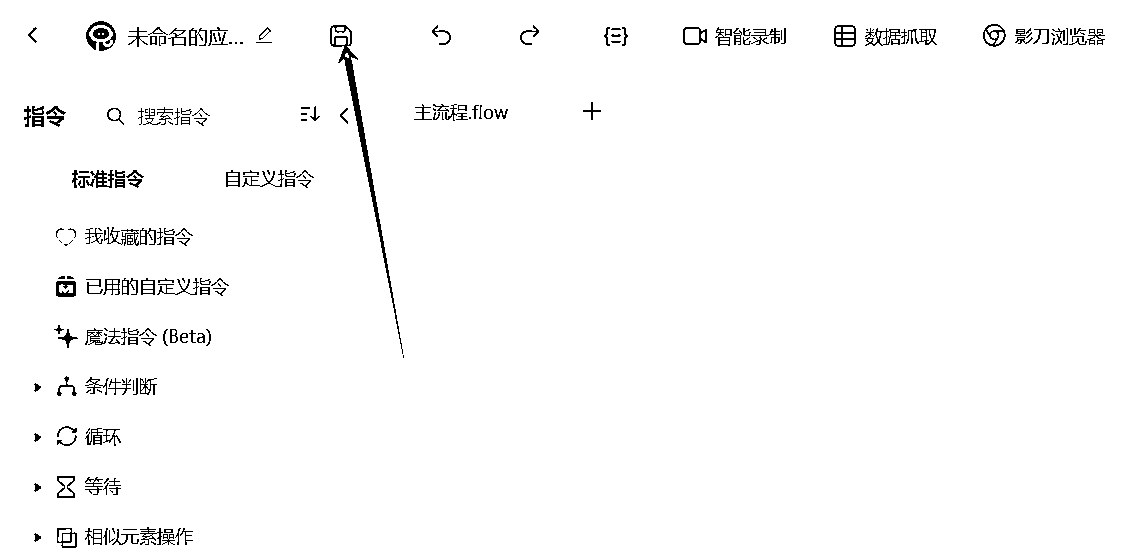 未命名的应... 智能录制 数据抓取 影刀浏览器
指令 搜索指令 主流程.flow
标准指令 自定义指令
我收藏的指令
已用的自定义指令
魔法指令 (Beta)
条件判断
循环
等待
相似元素操作